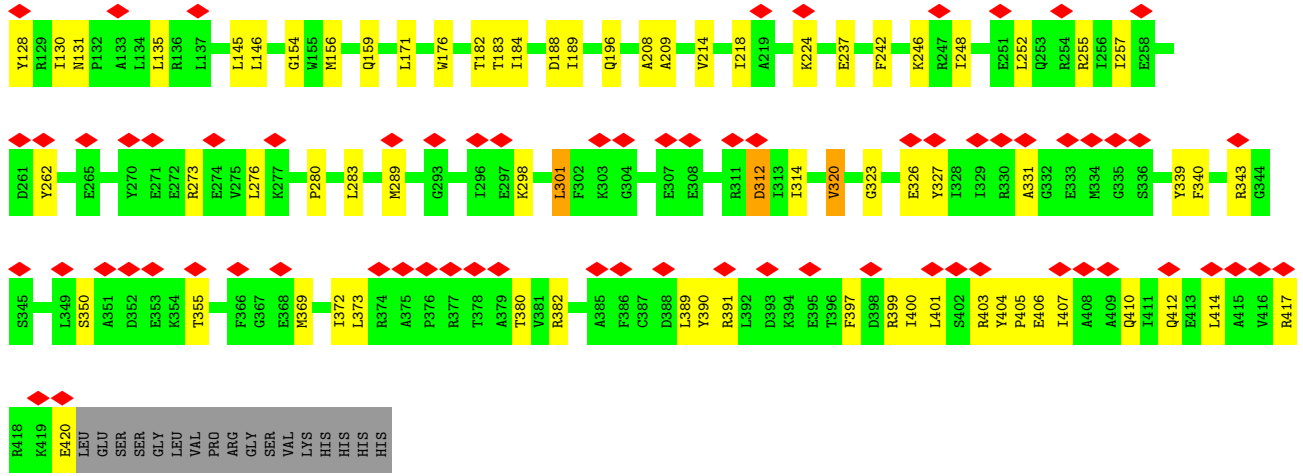 Y128 R129 I130 N131 P132 A133 L134 L135 R136 L137 L145 L146 G154 W155 M156 Q159 L171 W176 T182 T183 I184 D188 I189 Q196 A208 A209 V214 I218 A219 K224 E237 F242 K246 R247 I248 E251 L252 Q253 R254 R255 I256 I257 E258
D261 Y262 E265 Y270 E271 E272 R273 E274 V275 L276 K277 P280 L283 M289 G293 I296 E297 K298 L301 F302 K303 G304 E307 E308 R311 D312 I313 I314 V320 G323 E326 Y327 I328 I329 R330 A331 G332 E333 M334 G335 S336 Y339 F340 R343 G344
S345 L349 S350 A351 D352 E353 K354 T355 F366 G367 E368 M369 I372 L373 R374 A375 P376 R377 T378 A379 T380 V381 R382 A385 F386 C387 D388 L389 Y390 R391 L392 D393 K394 E395 T396 F397 D398 R399 I400 L401 S402 R403 Y404 P405 E406 I407 A408 A409 Q410 I411 Q412 E413 L414 A415 V416 R417
R418 K419 E420 LEU GLU SER SER GLY LEU VAL PRO ARG GLY SER VAL LYS HIS HIS HIS HIS